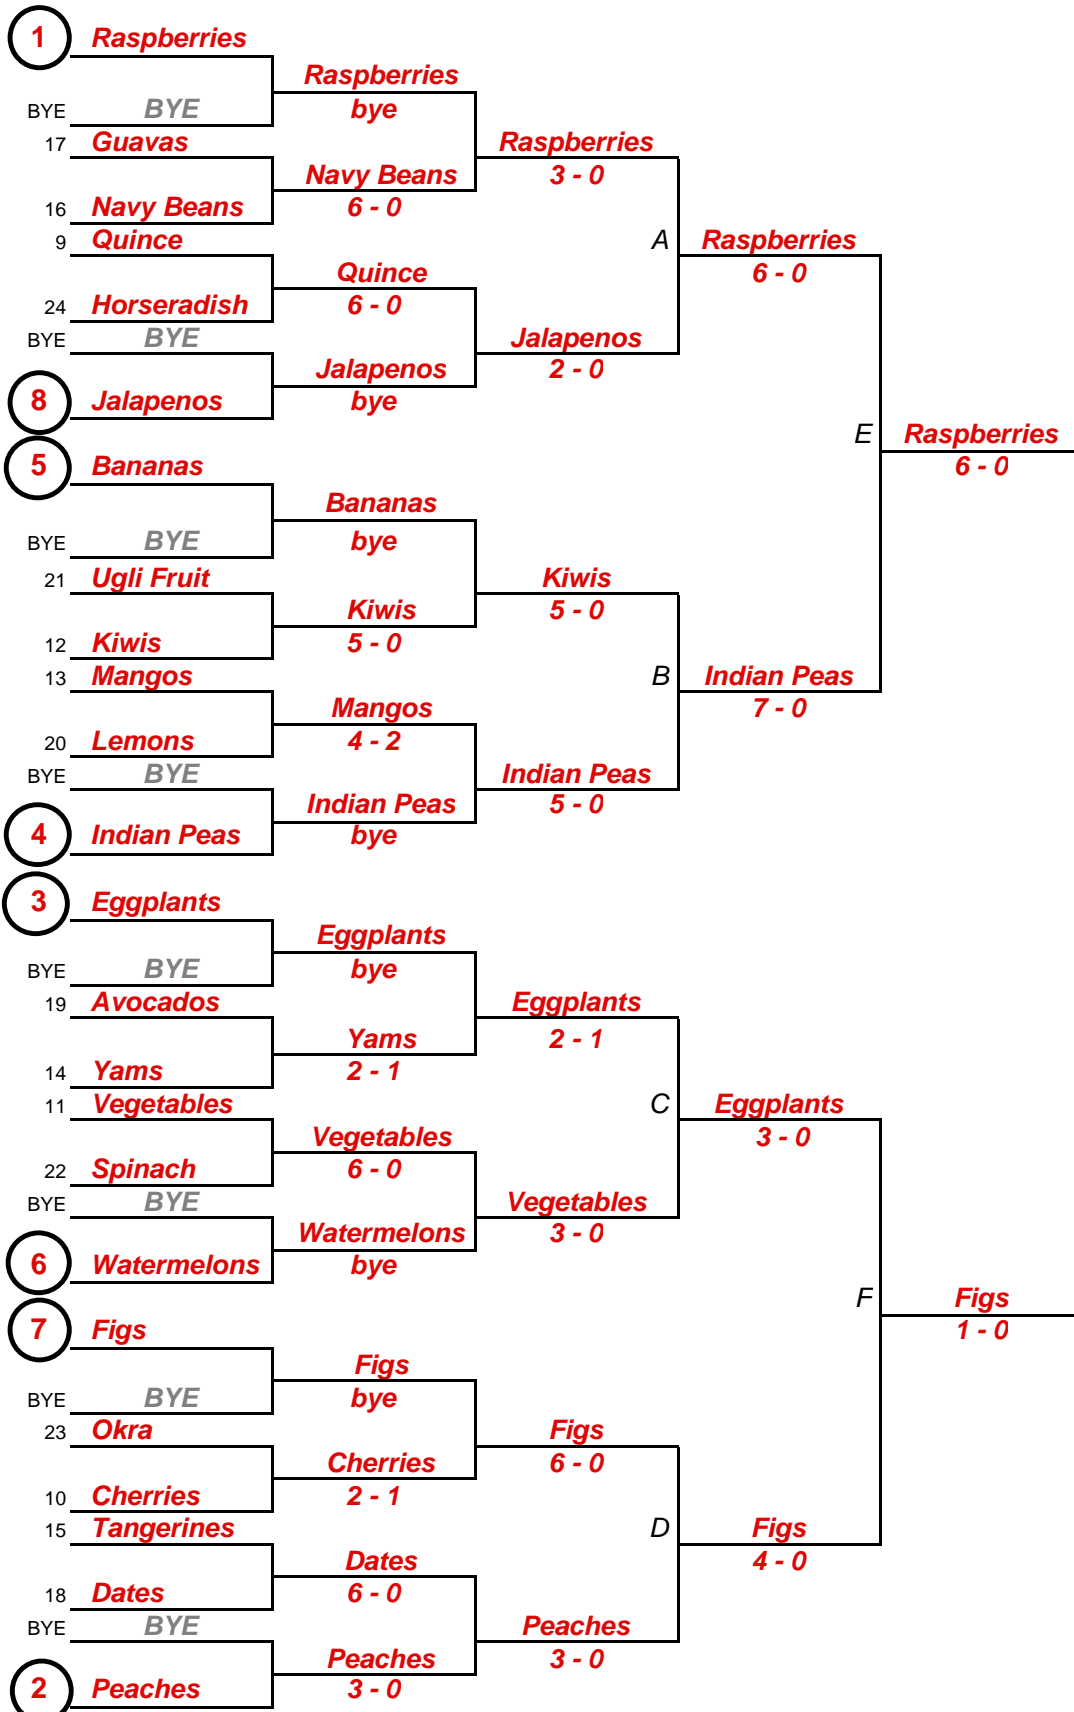 1 Raspberries
Raspberries
BYE BYE bye
17 Guavas Raspberries
Navy Beans 3 - 0
16 Navy Beans 6 - 0
9 Quince A Raspberries
Quince 6 - 0
24 Horseradish 6 - 0
BYE BYE Jalapenos
Jalapenos 2 - 0
8 Jalapenos bye
E Raspberries
5 Bananas 6 - 0
Bananas
BYE BYE bye
21 Ugli Fruit Kiwis
Kiwis 5 - 0
12 Kiwis 5 - 0
13 Mangos B Indian Peas
Mangos 7 - 0
20 Lemons 4 - 2
BYE BYE Indian Peas
Indian Peas 5 - 0
4 Indian Peas bye
3 Eggplants
Eggplants
BYE BYE bye
19 Avocados Eggplants
Yams 2 - 1
14 Yams 2 - 1
11 Vegetables C Eggplants
Vegetables 3 - 0
22 Spinach 6 - 0
BYE BYE Vegetables
Watermelons 3 - 0
6 Watermelons bye
F Figs
7 Figs 1 - 0
Figs
BYE BYE bye
23 Okra Figs
Cherries 6 - 0
10 Cherries 2 - 1
15 Tangerines D Figs
Dates 4 - 0
18 Dates 6 - 0
BYE BYE Peaches
Peaches 3 - 0
2 Peaches 3 - 0